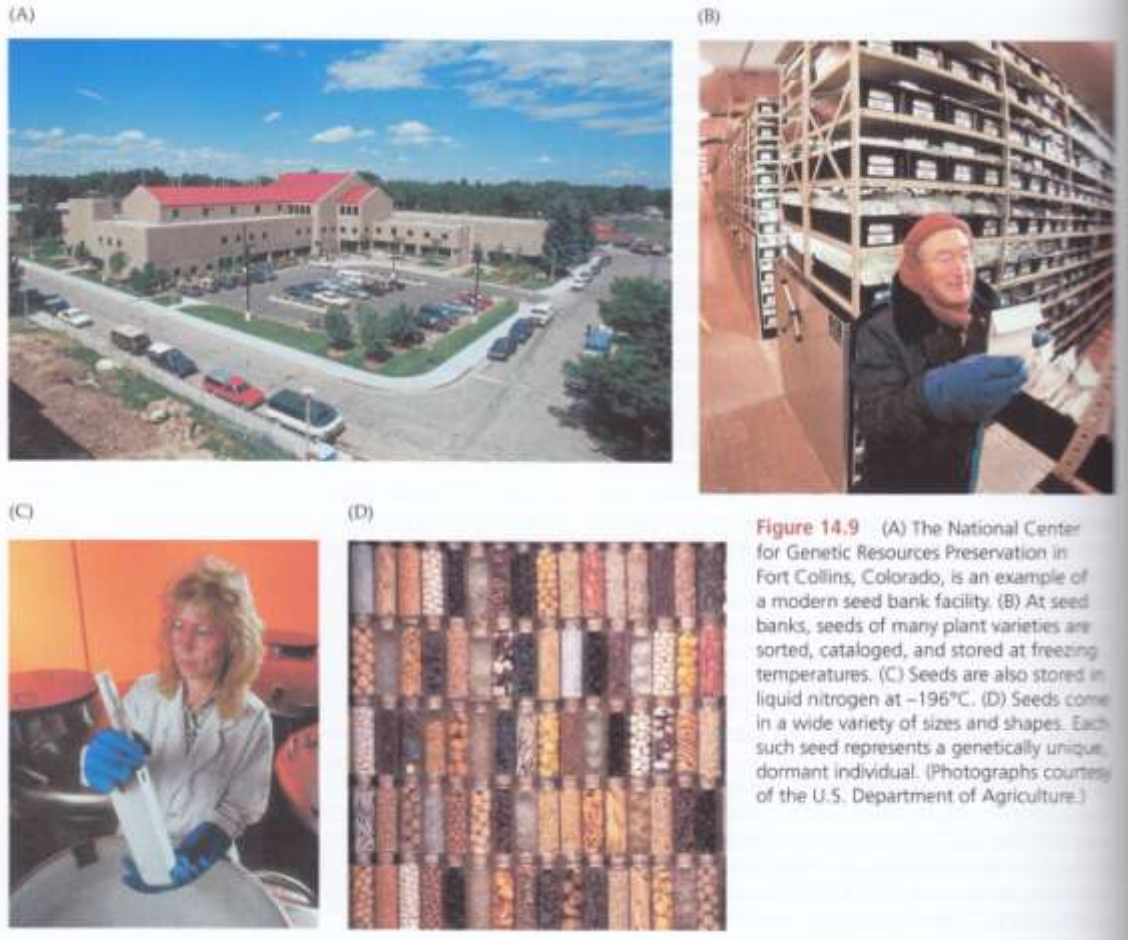 (A)
(B)
(C)
(D)
Figure 14.9 (A) The National Center
for Genetic Resources Preservation in
Fort Collins, Colorado, is an example of
a modern seed bank facility. (B) At seed
banks, seeds of many plant varieties are
sorted, cataloged, and stored at freezing
temperatures. (C) Seeds are also stored in
liquid nitrogen at –196°C. (D) Seeds come
in a wide variety of sizes and shapes. Each
such seed represents a genetically unique,
dormant individual. (Photographs courtesy
of the U.S. Department of Agriculture.)